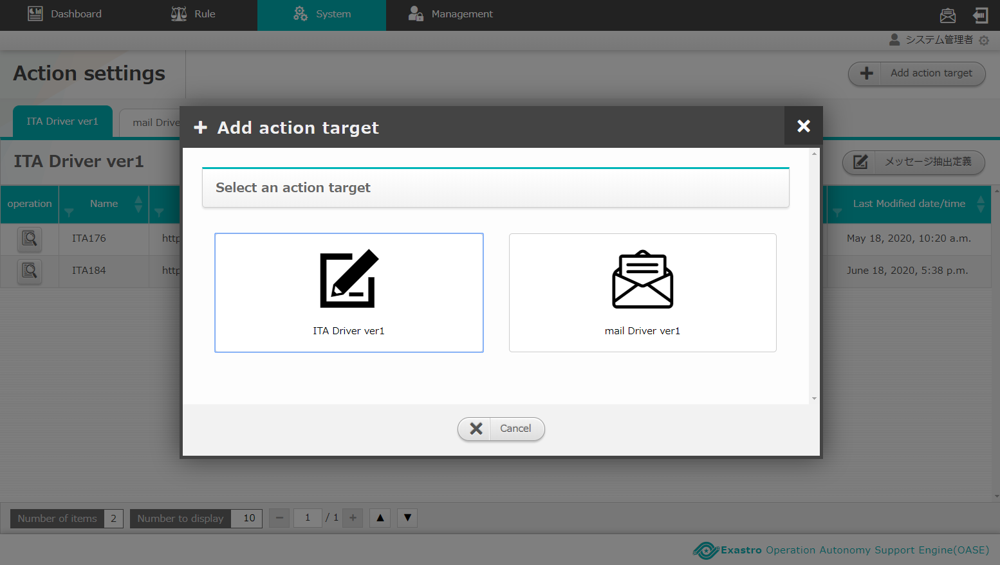 Dashboard
Rule
System
Management
システム管理者
Action settings
Add action target
ITA Driver ver1
mail Drive
Add action target
ITA Driver ver1
メッセージ抽出定義
Select an action target
operation
Name
Last Modified date/time
ITA176
http
May 18, 2020, 10:20 a.m.
ITA184
http
June 18, 2020, 5:38 p.m.
ITA Driver ver1
mail Driver ver1
Cancel
Number of items 2
Number to display 10
1 / 1
Exastro Operation Autonomy Support Engine(OASE)